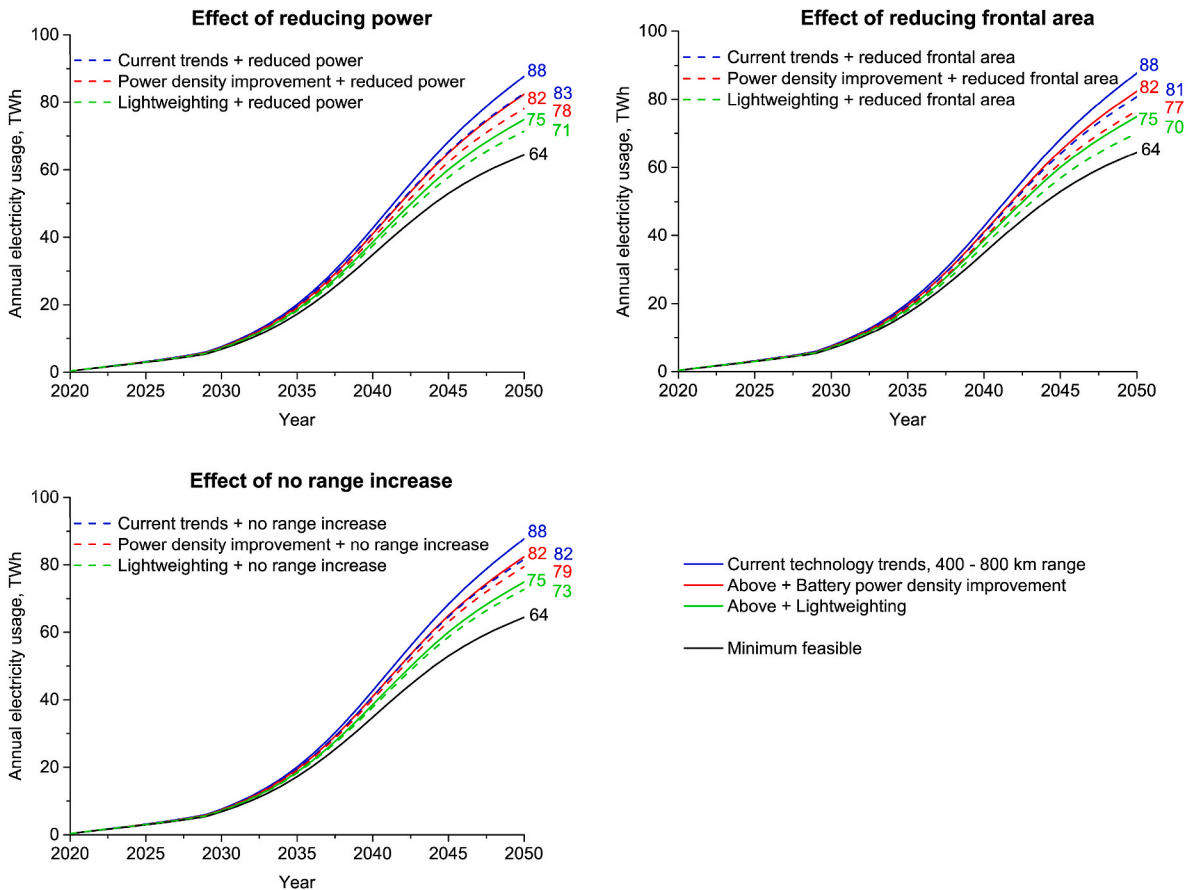 Effect of reducing power
Annual electricity usage, TWh
100
80
60
40
20
0
Current trends + reduced power
Power density improvement + reduced power
Lightweighting + reduced power
88
83
82
78
75
71
64
2020 2025 2030 2035 2040 2045 2050
Year
Effect of reducing frontal area
Annual electricity usage, TWh
100
80
60
40
20
0
Current trends + reduced frontal area
Power density improvement + reduced frontal area
Lightweighting + reduced frontal area
88
82
81
77
75
70
64
2020 2025 2030 2035 2040 2045 2050
Year
Effect of no range increase
Annual electricity usage, TWh
100
80
60
40
20
0
Current trends + no range increase
Power density improvement + no range increase
Lightweighting + no range increase
88
82 82
79
75
73
64
2020 2025 2030 2035 2040 2045 2050
Year
Current technology trends, 400 - 800 km range
Above + Battery power density improvement
Above + Lightweighting
Minimum feasible